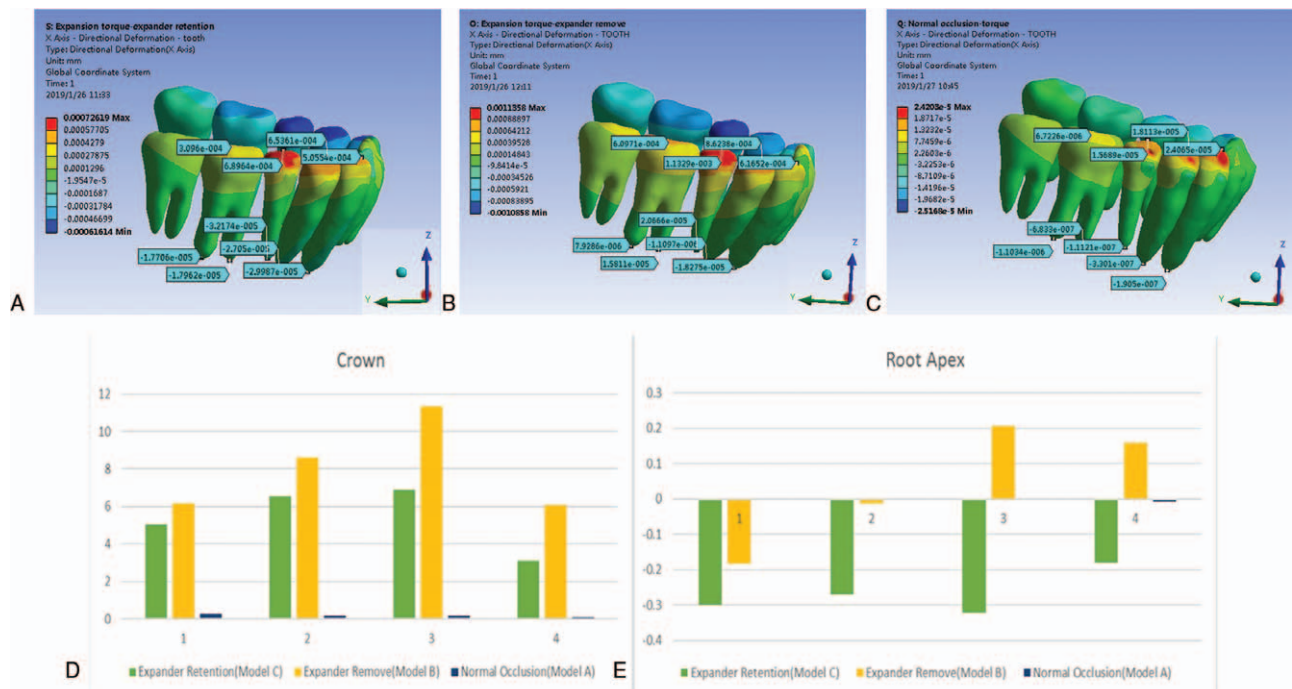 S: Expansion torque-expander retention
X Axis - Directional Deformation - tooth
Type: Directional Deformation(X Axis)
Unit: mm
Global Coordinate System
Time: 1
2019/1/26 11:33
0.00072619 Max
0.00057705
0.0004279
0.00027875
0.0001296
-1.9547e-5
-0.0001687
-0.00031784
-0.00046699
-0.00061614 Min
3.096e-004
6.5361e-004
6.8964e-004
5.0554e-004
-3.2174e-005
-1.7706e-005
-2.705e-005
-1.7962e-005
-2.9987e-005
Z
Y
A
O: Expansion torque-expander remove
X Axis - Directional Deformation - TOOTH
Type: Directional Deformation(X Axis)
Unit: mm
Global Coordinate System
Time: 1
2019/1/26 12:11
0.0011358 Max
0.00088897
0.00064212
0.00039528
0.00014843
-9.8414e-5
-0.00034526
-0.0005921
-0.00083895
-0.0010858 Min
6.0971e-004
8.6238e-004
1.1329e-003
6.1652e-004
2.0666e-005
7.9286e-006
-1.1097e-006
1.5811e-005
-1.8275e-005
Z
Y
B
Q: Normal occlusion-torque
X Axis - Directional Deformation - TOOTH
Type: Directional Deformation(X Axis)
Unit: mm
Global Coordinate System
Time: 1
2019/1/27 10:45
2.4203e-5 Max
1.8717e-5
1.3232e-5
7.7459e-6
2.2603e-6
-3.2253e-6
-8.7109e-6
-1.4196e-5
-1.9682e-5
-2.5168e-5 Min
6.7226e-006
1.8113e-005
1.5889e-005
2.4065e-005
-6.833e-007
-1.1034e-006
-1.1121e-007
-3.301e-007
-1.905e-007
Z
Y
C
Crown
12
10
8
6
4
2
0
1 2 3 4
Expander Retention(Model C) Expander Remove(Model B) Normal Occlusion(Model A)
D
Root Apex
0.3
0.2
0.1
0
-0.1
-0.2
-0.3
-0.4
1 2 3 4
Expander Retention(Model C) Expander Remove(Model B) Normal Occlusion(Model A)
E